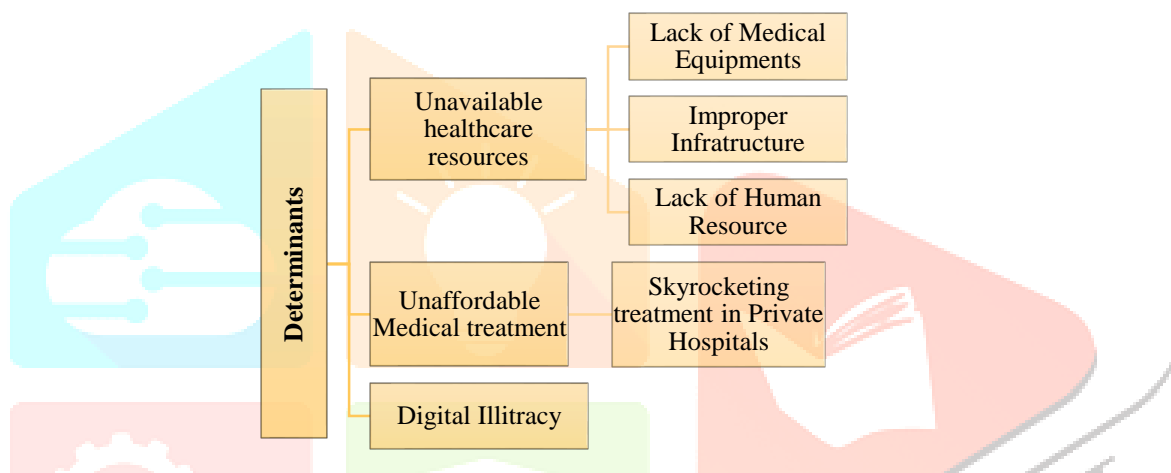 Determinants
Unavailable
healthcare
resources
Lack of Medical
Equipments
Improper
Infratructure
Lack of Human
Resource
Unaffordable
Medical treatment
Skyrocketing
treatment in Private
Hospitals
Digital Illitracy